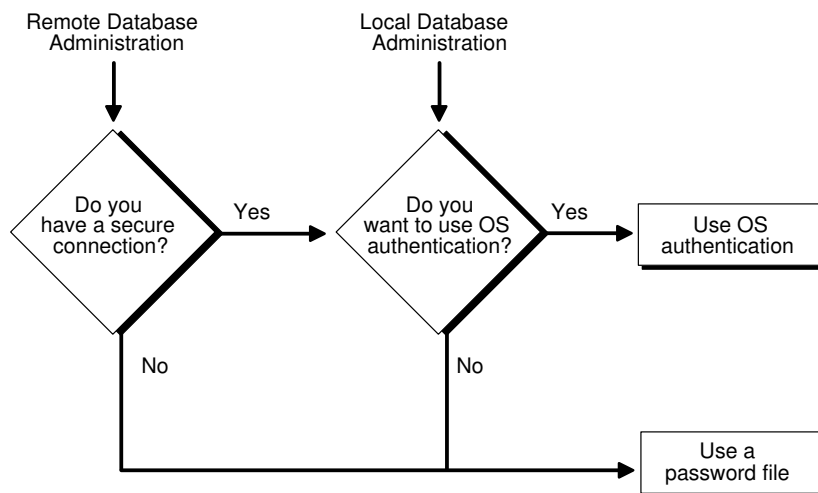 Remote Database
Administration
Local Database
Administration
Do you
have a secure
connection?
Yes
Do you
want to use OS
authentication?
Yes
Use OS
authentication
No
No
Use a
password file